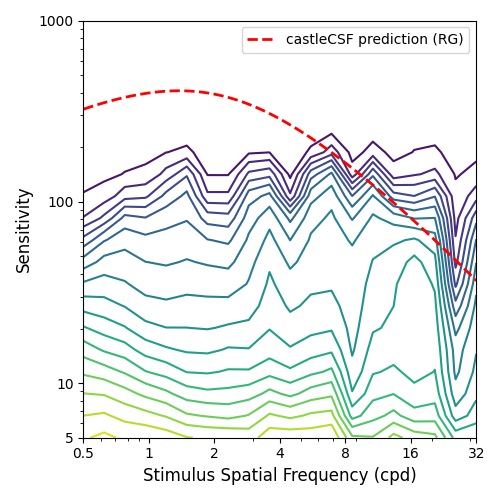 1000
castleCSF prediction (RG)
100
10
5
Sensitivity
0.5 1 2 4 8 16 32
Stimulus Spatial Frequency (cpd)